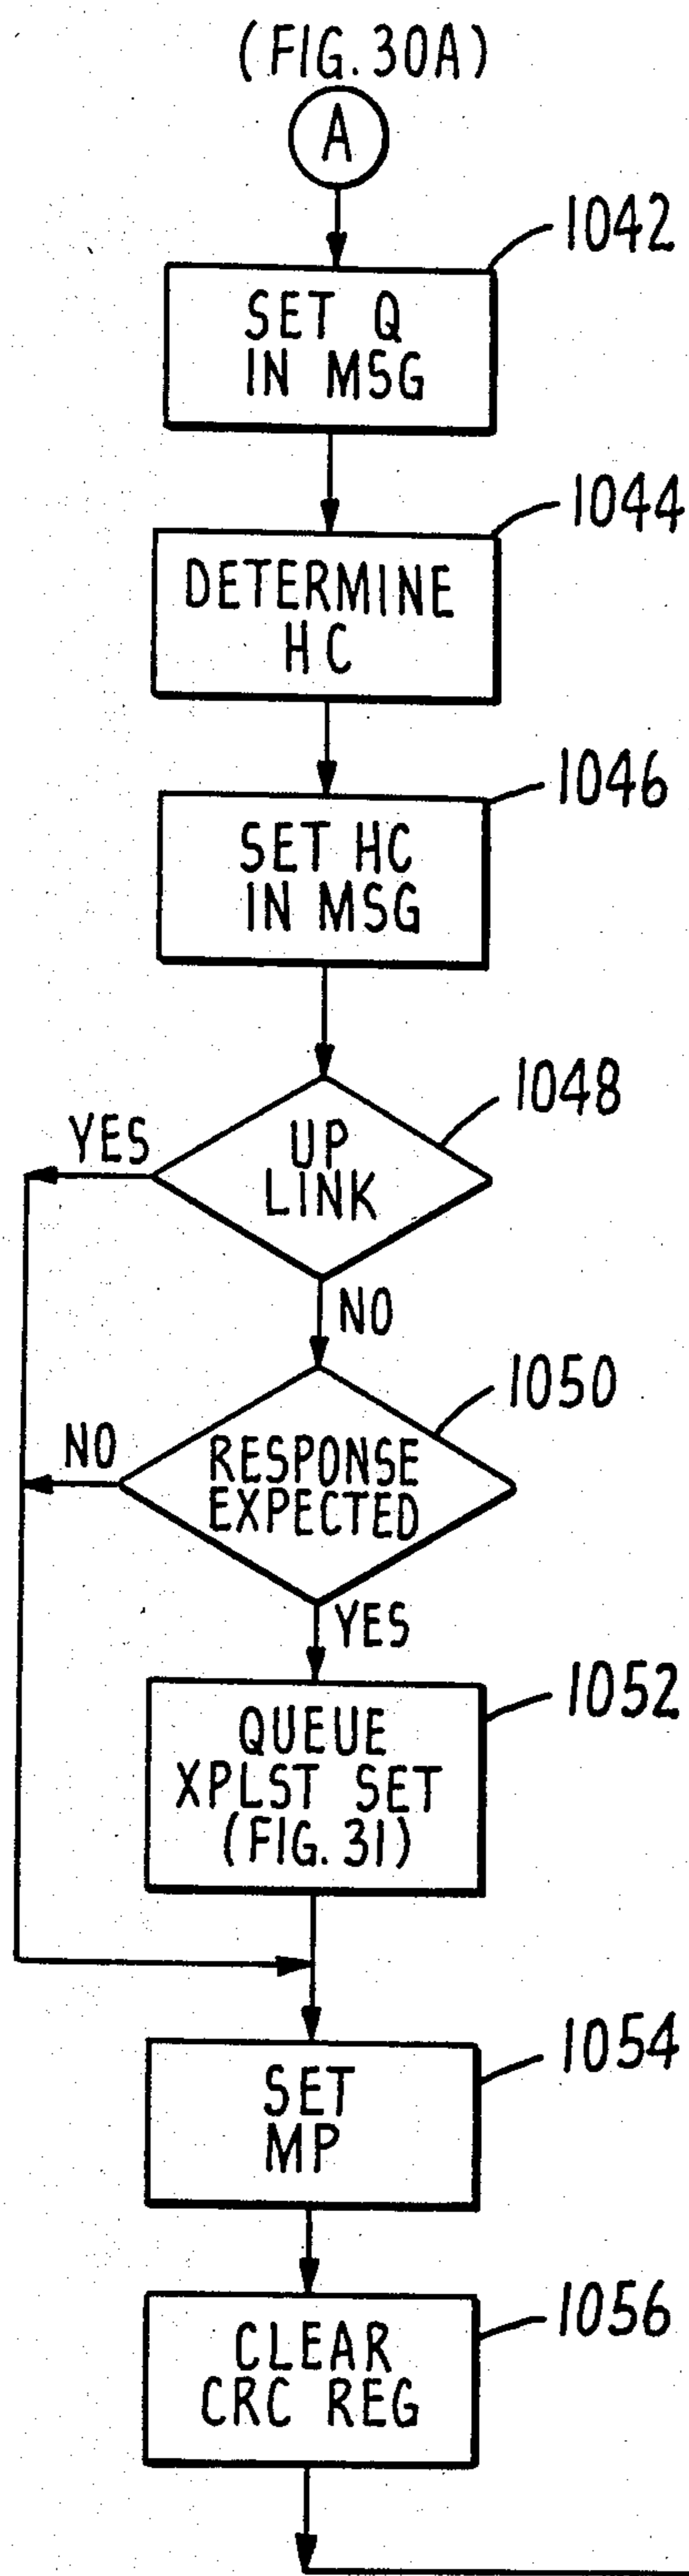 (FIG. 30A)
A
1042
SET Q
IN MSG
1044
DETERMINE
HC
1046
SET HC
IN MSG
1048
YES
UP
LINK
NO
1050
NO
RESPONSE
EXPECTED
YES
1052
QUEUE
XPLST SET
(FIG. 31)
1054
SET
MP
1056
CLEAR
CRC REG